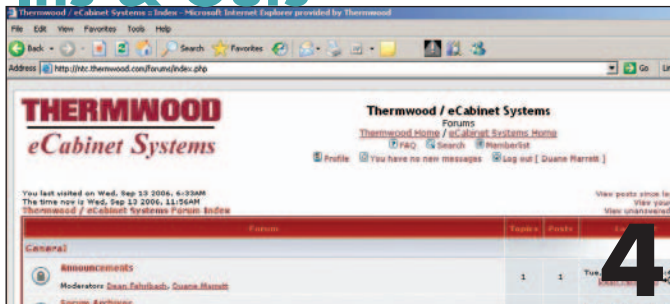 & Outs
Thermwood / eCabinet Systems :: Index - Microsoft Internet Explorer provided by Thermwood
File Edit View Favorites Tools Help
Back Search Favorites
Address http://ntc.thermwood.com/forums/index.php Go
THERMWOOD
eCabinet Systems
Thermwood / eCabinet Systems
Forums
Thermwood Home / eCabinet Systems Home
FAQ Search Memberlist
Profile You have no new messages Log out [ Duane Marrett ]
You last visited on Wed, Sep 13 2006, 6:33AM
The time now is Wed, Sep 13 2006, 11:56AM
Thermwood / eCabinet Systems Forum Index
View posts since
View your
View unanswered
Forum Topics Posts
General
Announcements
Moderators Dean Fehribach, Duane Marrett
1 1 Tue,
Forum Archives
4